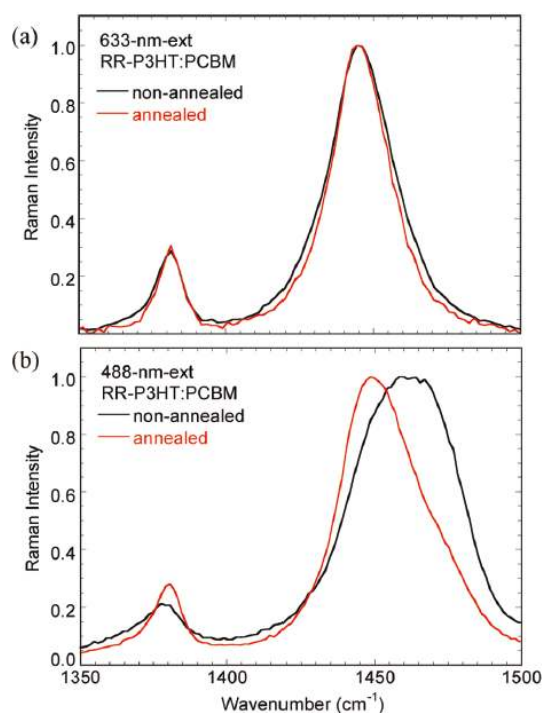 (a)
633-nm-ext
RR-P3HT:PCBM
non-annealed
annealed
Raman Intensity
1.0
0.8
0.6
0.4
0.2
(b)
488-nm-ext
RR-P3HT:PCBM
non-annealed
annealed
Raman Intensity
1.0
0.8
0.6
0.4
0.2
0.0
1350 1400 1450 1500
Wavenumber (cm⁻¹)